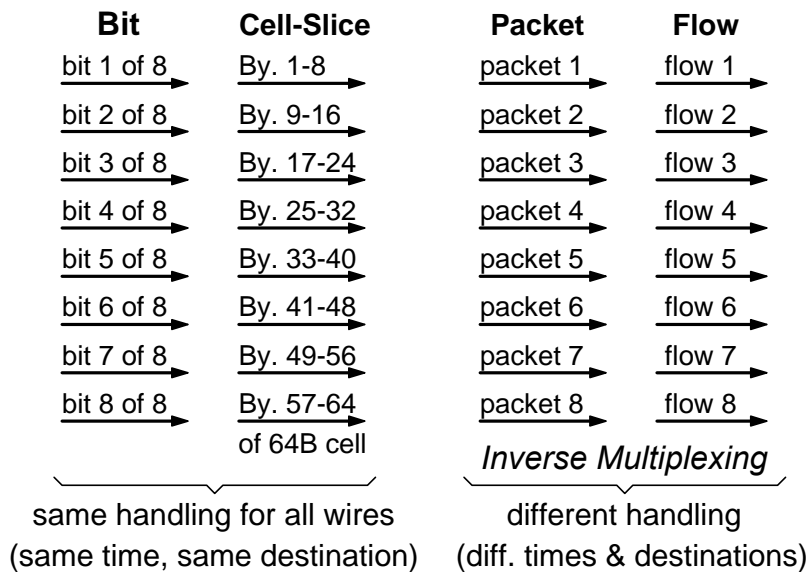 Bit Cell-Slice Packet Flow
bit 1 of 8 By. 1-8 packet 1 flow 1
bit 2 of 8 By. 9-16 packet 2 flow 2
bit 3 of 8 By. 17-24 packet 3 flow 3
bit 4 of 8 By. 25-32 packet 4 flow 4
bit 5 of 8 By. 33-40 packet 5 flow 5
bit 6 of 8 By. 41-48 packet 6 flow 6
bit 7 of 8 By. 49-56 packet 7 flow 7
bit 8 of 8 By. 57-64 packet 8 flow 8
of 64B cell
Inverse Multiplexing
same handling for all wires
(same time, same destination)
different handling
(diff. times & destinations)